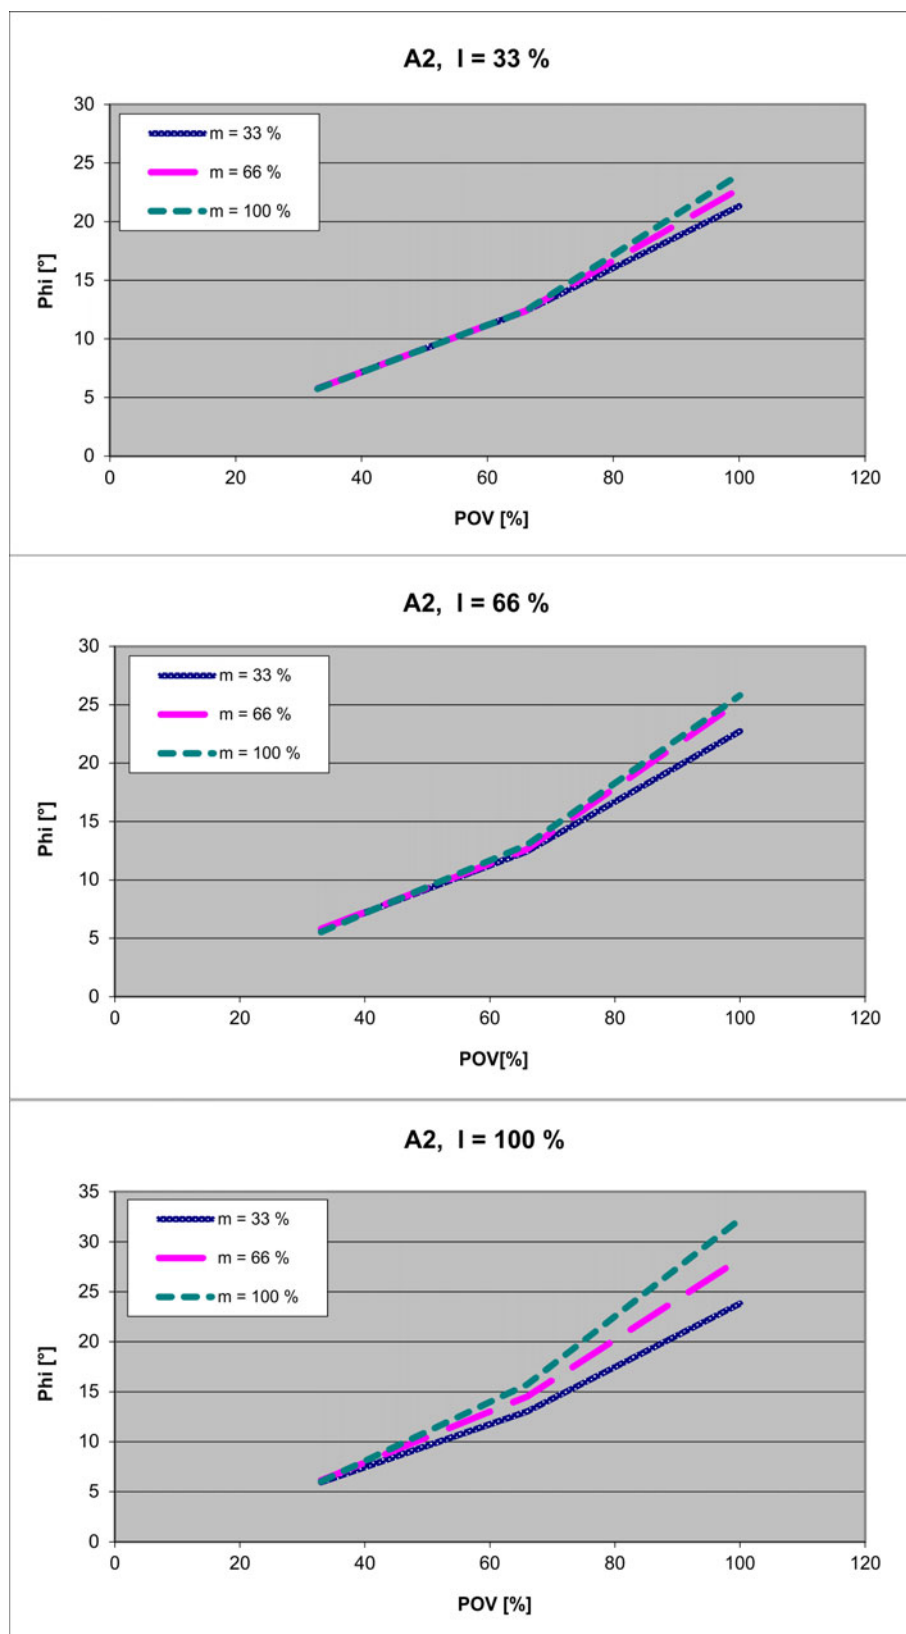 A2, I = 33 %
30
25
20
15
10
5
0
m = 33 %
m = 66 %
m = 100 %
Phi [°]
0 20 40 60 80 100 120
POV [%]
A2, I = 66 %
30
25
20
15
10
5
0
m = 33 %
m = 66 %
m = 100 %
Phi [°]
0 20 40 60 80 100 120
POV[%]
A2, I = 100 %
35
30
25
20
15
10
5
0
m = 33 %
m = 66 %
m = 100 %
Phi [°]
0 20 40 60 80 100 120
POV [%]